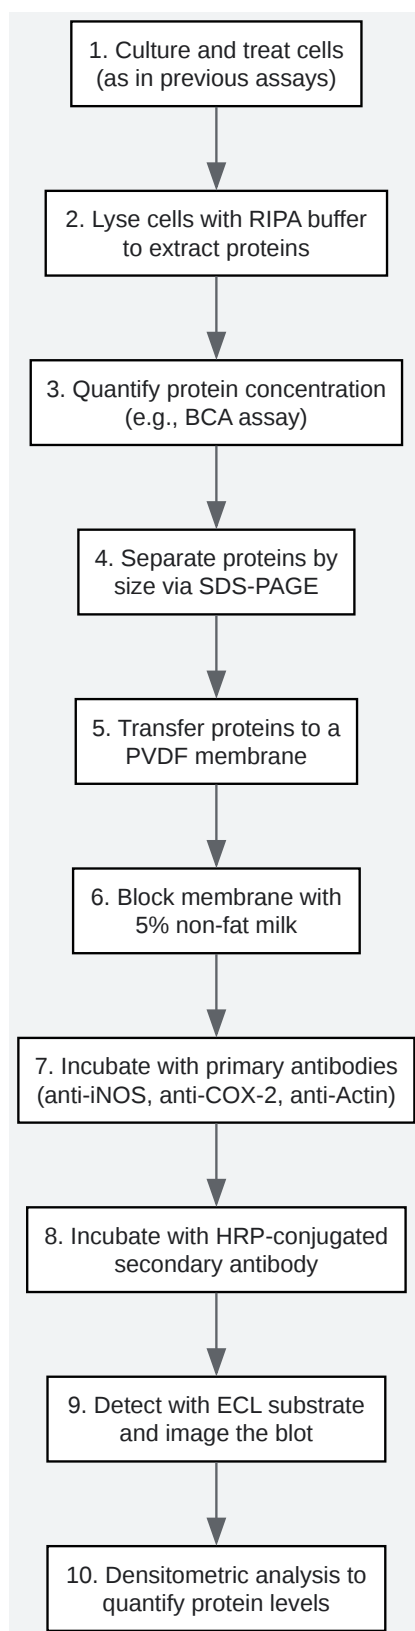 1. Culture and treat cells
(as in previous assays)
2. Lyse cells with RIPA buffer
to extract proteins
3. Quantify protein concentration
(e.g., BCA assay)
4. Separate proteins by
size via SDS-PAGE
5. Transfer proteins to a
PVDF membrane
6. Block membrane with
5% non-fat milk
7. Incubate with primary antibodies
(anti-iNOS, anti-COX-2, anti-Actin)
8. Incubate with HRP-conjugated
secondary antibody
9. Detect with ECL substrate
and image the blot
10. Densitometric analysis to
quantify protein levels